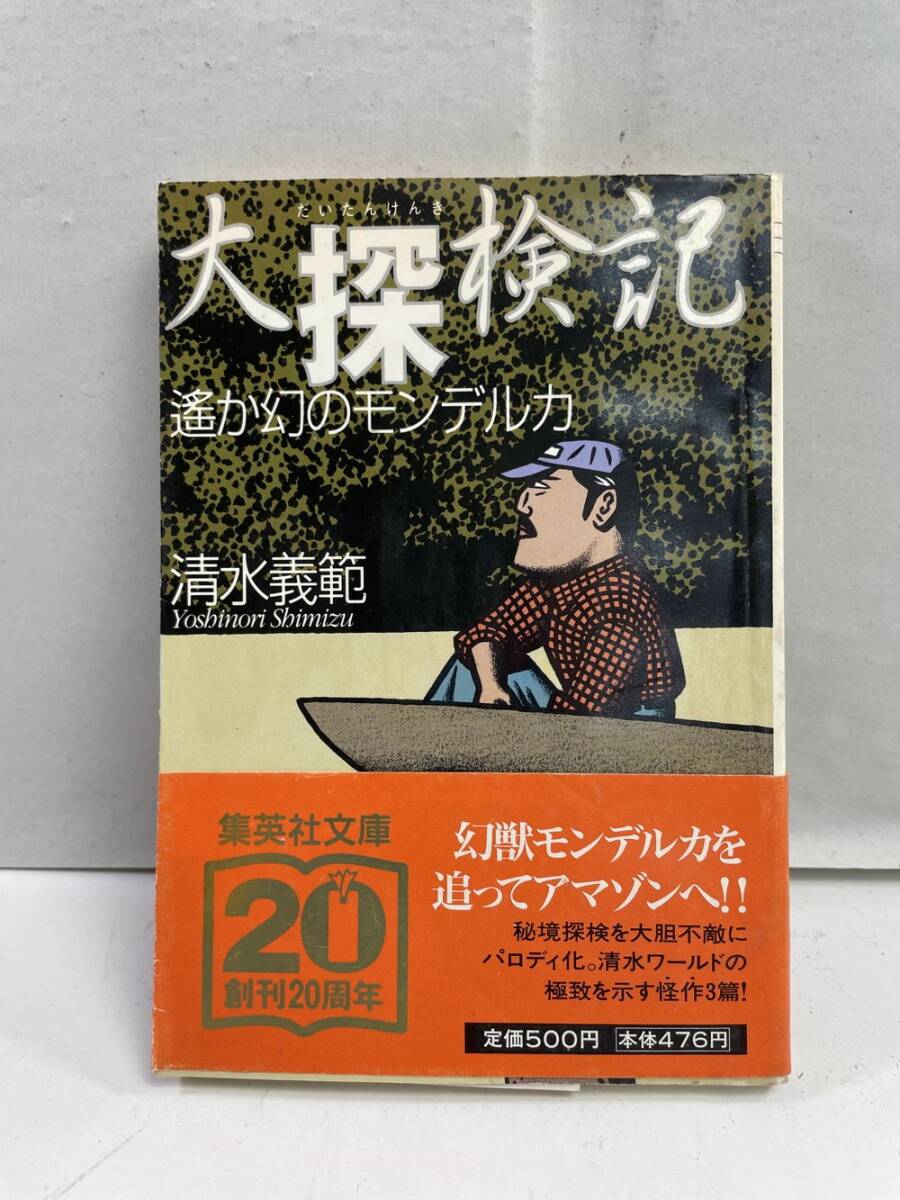 だいたんけんき
大探検記
遙か幻のモンデルカ
清水義範
Yoshinori Shimizu
集英社文庫
20
創刊20周年
幻獣モンデルカを
追ってアマゾンへ!!
秘境探検を大胆不敵に
パロディ化。清水ワールドの
極致を示す怪作3篇!
定価500円 本体476円